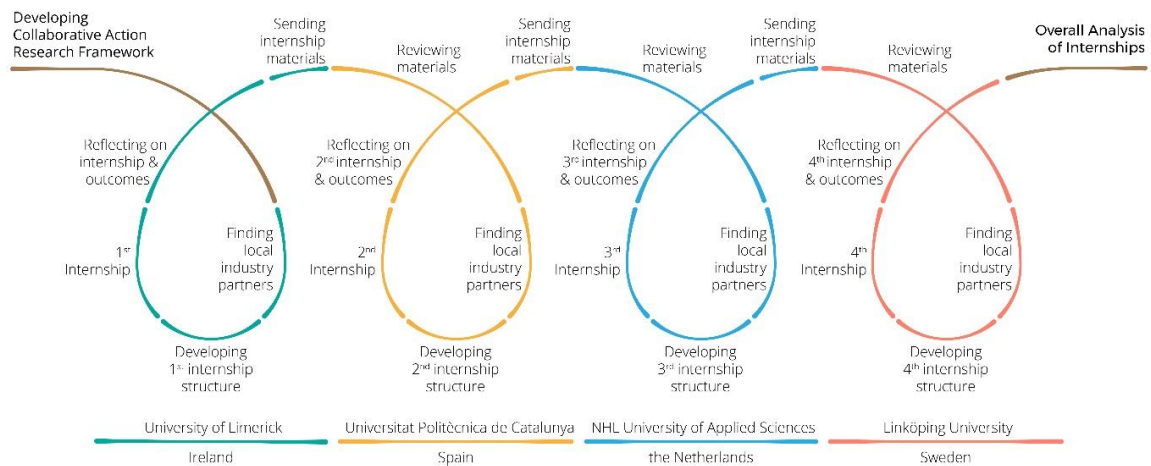 Developing
Collaborative Action
Research Framework
Sending
internship
materials
Reviewing
materials
Sending
internship
materials
Reviewing
materials
Sending
internship
materials
Reviewing
materials
Overall Analysis
of Internships
Reflecting on
internship &
outcomes
Reflecting on
2nd internship
& outcomes
Reflecting on
3rd internship
& outcomes
Reflecting on
4th internship
& outcomes
1st
Internship
Finding
local
industry
partners
2nd
Internship
Finding
local
industry
partners
3rd
Internship
Finding
local
industry
partners
4th
Internship
Finding
local
industry
partners
Developing
1st internship
structure
Developing
2nd internship
structure
Developing
3rd internship
structure
Developing
4th internship
structure
University of Limerick
Universitat Politècnica de Catalunya
NHL University of Applied Sciences
Linköping University
Ireland
Spain
the Netherlands
Sweden